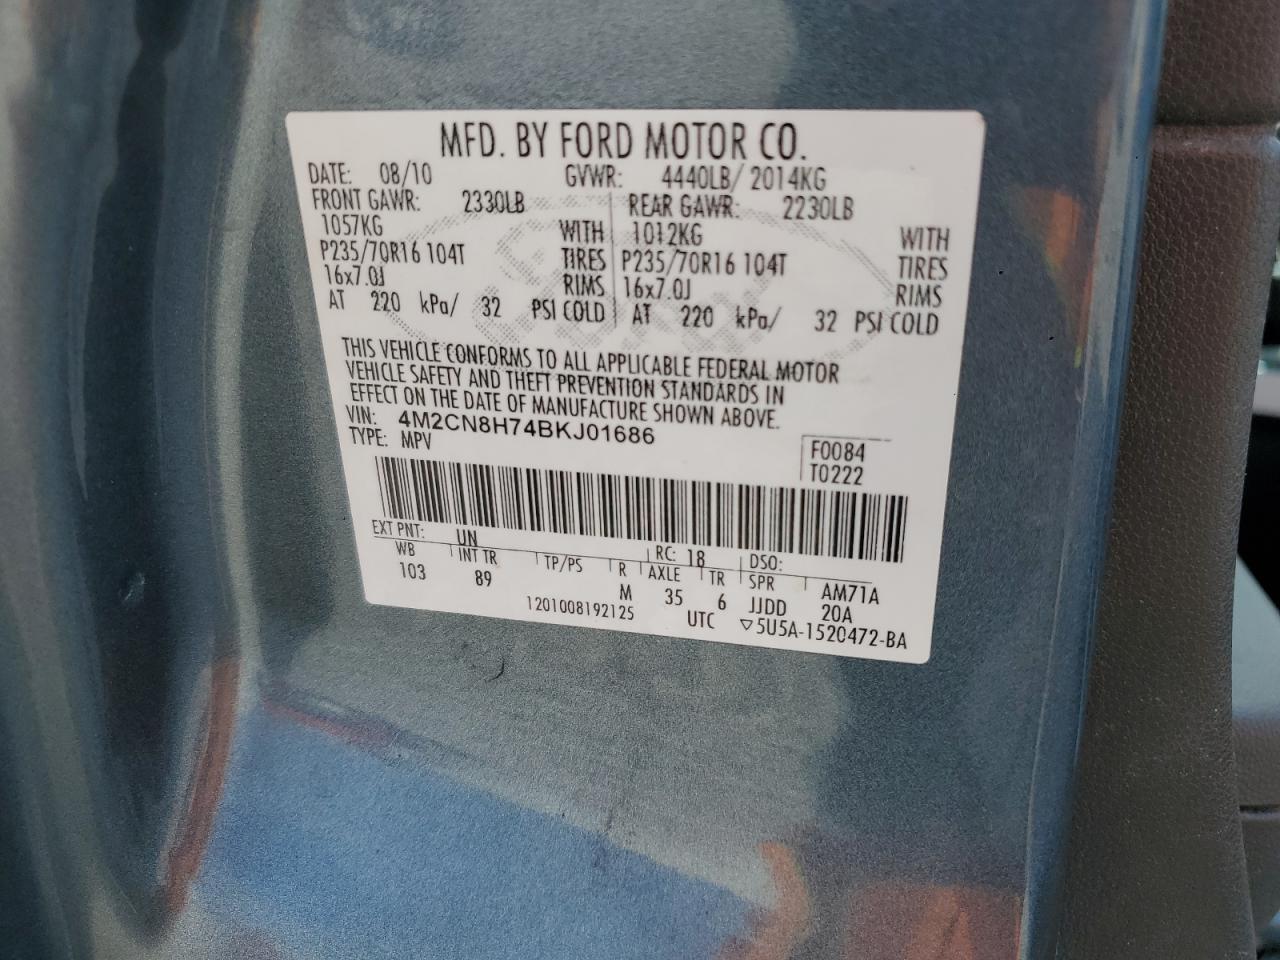 MFD. BY FORD MOTOR CO.
DATE: 08/10 GVWR: 4440LB/ 2014KG
FRONT GAWR: 2330LB REAR GAWR: 2230LB
1057KG WITH 1012KG WITH
P235/70R16 104T TIRES P235/70R16 104T TIRES
16x7.0J RIMS 16x7.0J RIMS
AT 220 kPa/ 32 PSI COLD AT 220 kPa/ 32 PSI COLD
THIS VEHICLE CONFORMS TO ALL APPLICABLE FEDERAL MOTOR
VEHICLE SAFETY AND THEFT PREVENTION STANDARDS IN
EFFECT ON THE DATE OF MANUFACTURE SHOWN ABOVE.
VIN: 4M2CN8H74BKJ01686
TYPE: MPV F0084
T0222
EXT PNT: UN RC: 18 DSO:
WB INT TR TP/PS R AXLE TR SPR AM71A
103 89 M 35 6 JJDD 20A
1201008192125 UTC ▽5U5A-1520472-BA